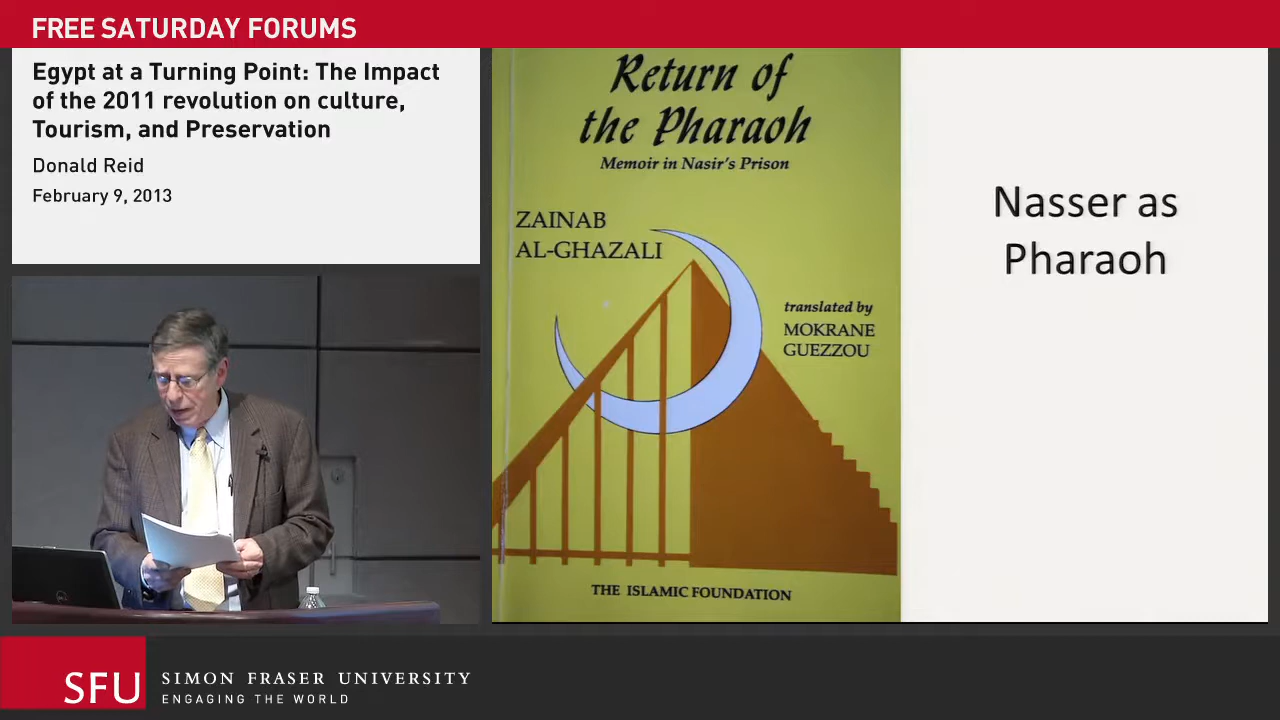 FREE SATURDAY FORUMS
Egypt at a Turning Point: The Impact
of the 2011 revolution on culture,
Tourism, and Preservation
Donald Reid
February 9, 2013
Return of
the Pharaoh
Memoir in Nasir's Prison
ZAINAB
AL-GHAZALI
translated by
MOKRANE
GUEZZOU
THE ISLAMIC FOUNDATION
Nasser as
Pharaoh
SFU
SIMON FRASER UNIVERSITY
ENGAGING THE WORLD